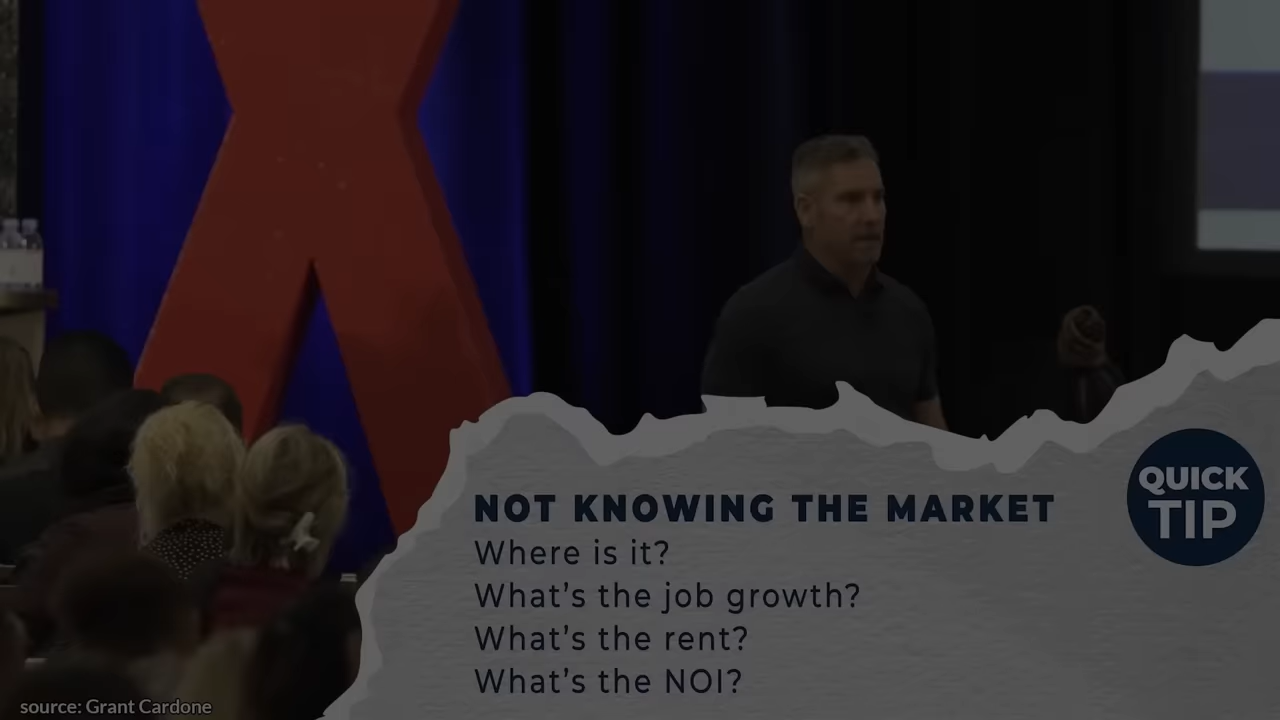 NOT KNOWING THE MARKET
Where is it?
What's the job growth?
What's the rent?
What's the NOI?
QUICK
TIP
source: Grant Cardone